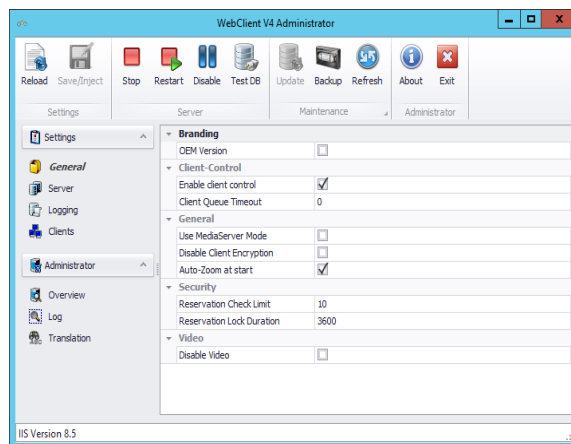 WebClient V4 Administrator
Reload Save/Inject Stop Restart Disable Test DB Update Backup Refresh About Exit
Settings Server Maintenance Administrator
Settings
General
Server
Logging
Clients
Administrator
Overview
Log
Translation
Branding
OEM Version
Client-Control
Enable client control
Client Queue Timeout 0
General
Use MediaServer Mode
Disable Client Encryption
Auto-Zoom at start
Security
Reservation Check Limit 10
Reservation Lock Duration 3600
Video
Disable Video
IIS Version 8.5